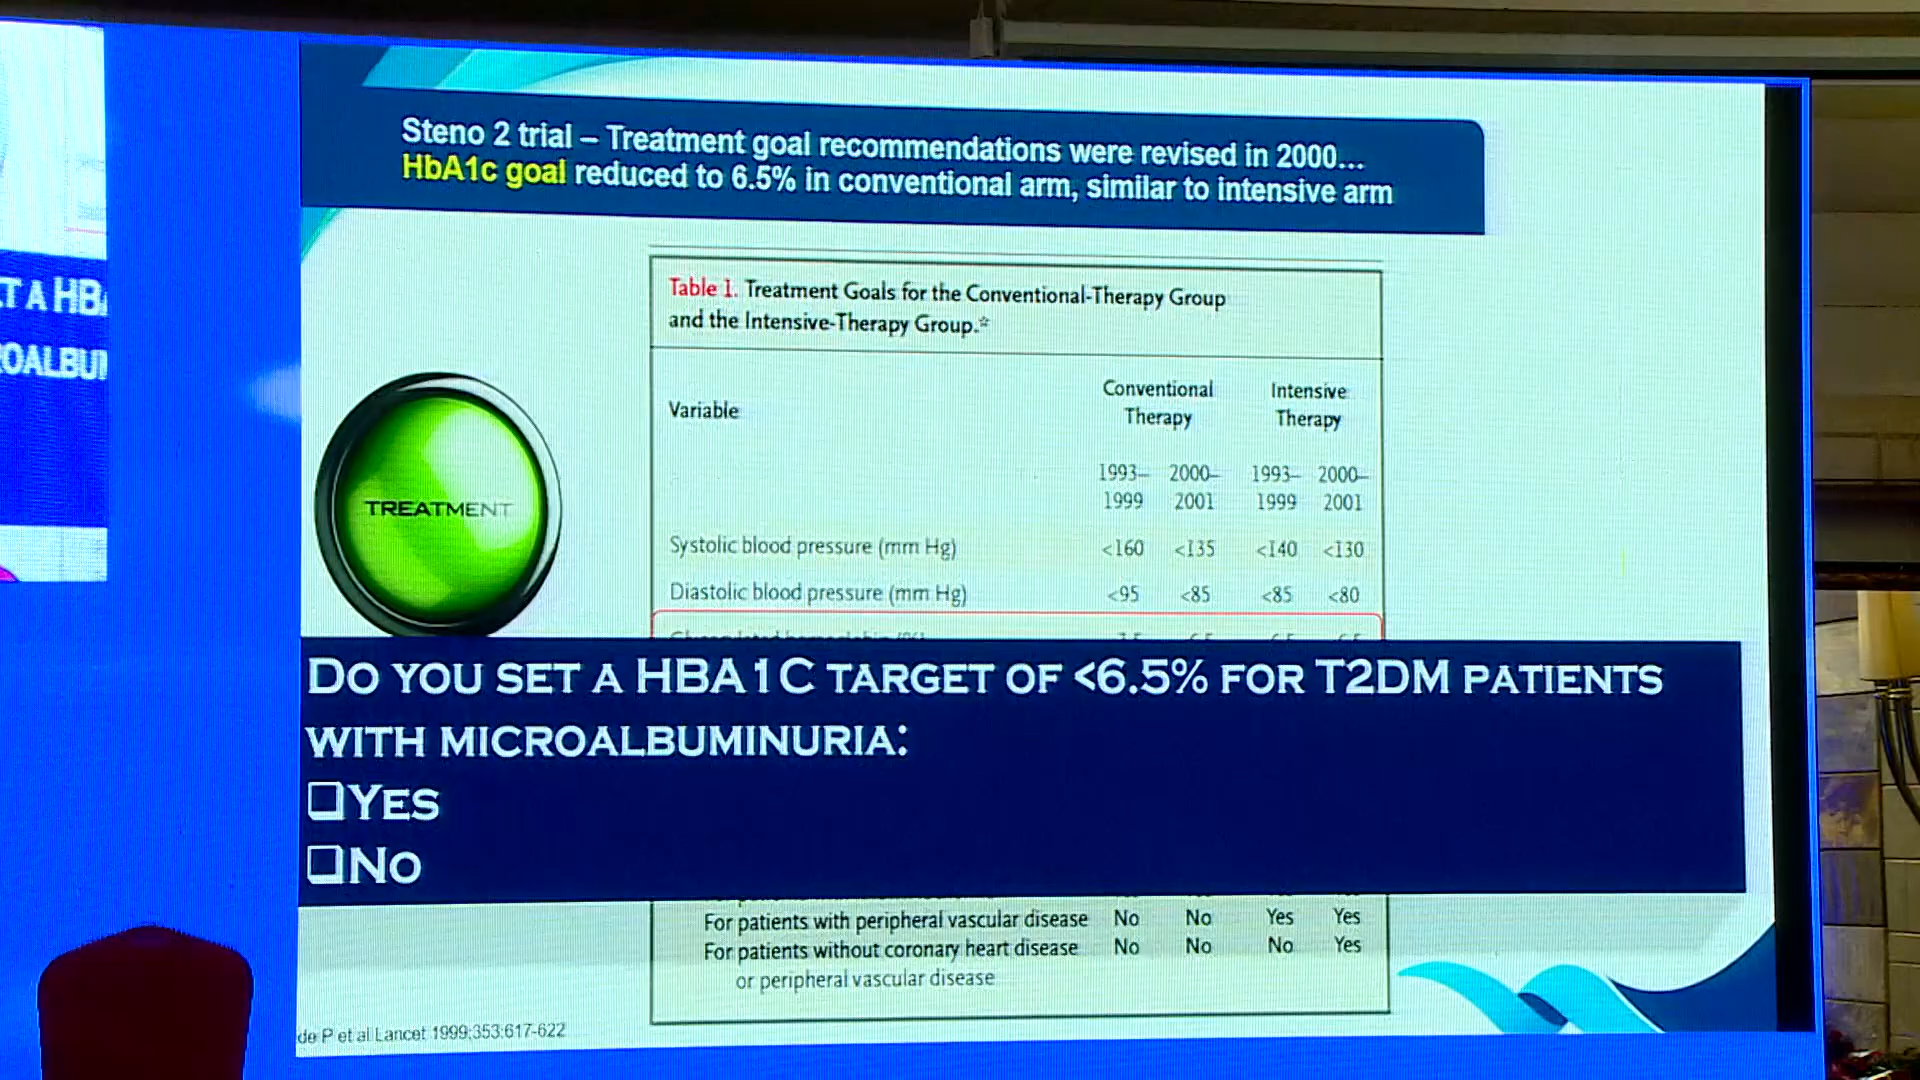 T A HB
OALBUI
Steno 2 trial – Treatment goal recommendations were revised in 2000...
HbA1c goal reduced to 6.5% in conventional arm, similar to intensive arm
Table 1. Treatment Goals for the Conventional-Therapy Group
and the Intensive-Therapy Group.*
Variable
Conventional Therapy
Intensive Therapy
1993–1999 2000–2001 1993–1999 2000–2001
Systolic blood pressure (mm Hg) <160 <135 <140 <130
Diastolic blood pressure (mm Hg) <95 <85 <85 <80
TREATMENT
DO YOU SET A HBA1C TARGET OF <6.5% FOR T2DM PATIENTS
WITH MICROALBUMINURIA:
❑YES
❑NO
For patients with peripheral vascular disease No No Yes Yes
For patients without coronary heart disease No No No Yes
or peripheral vascular disease
de P et al Lancet 1999;353:617-622